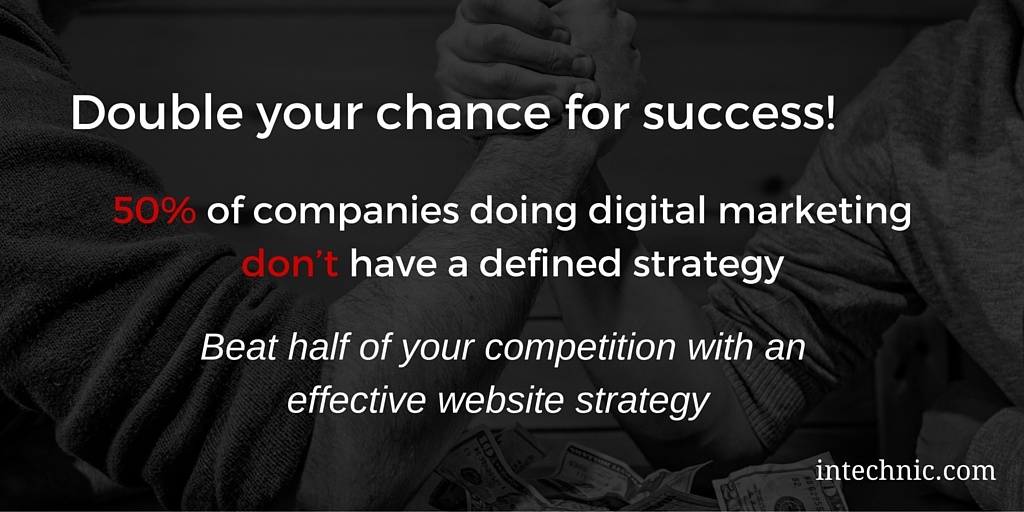 Double your chance for success!
50% of companies doing digital marketing
don’t have a defined strategy
Beat half of your competition with an
effective website strategy
intechnic.com